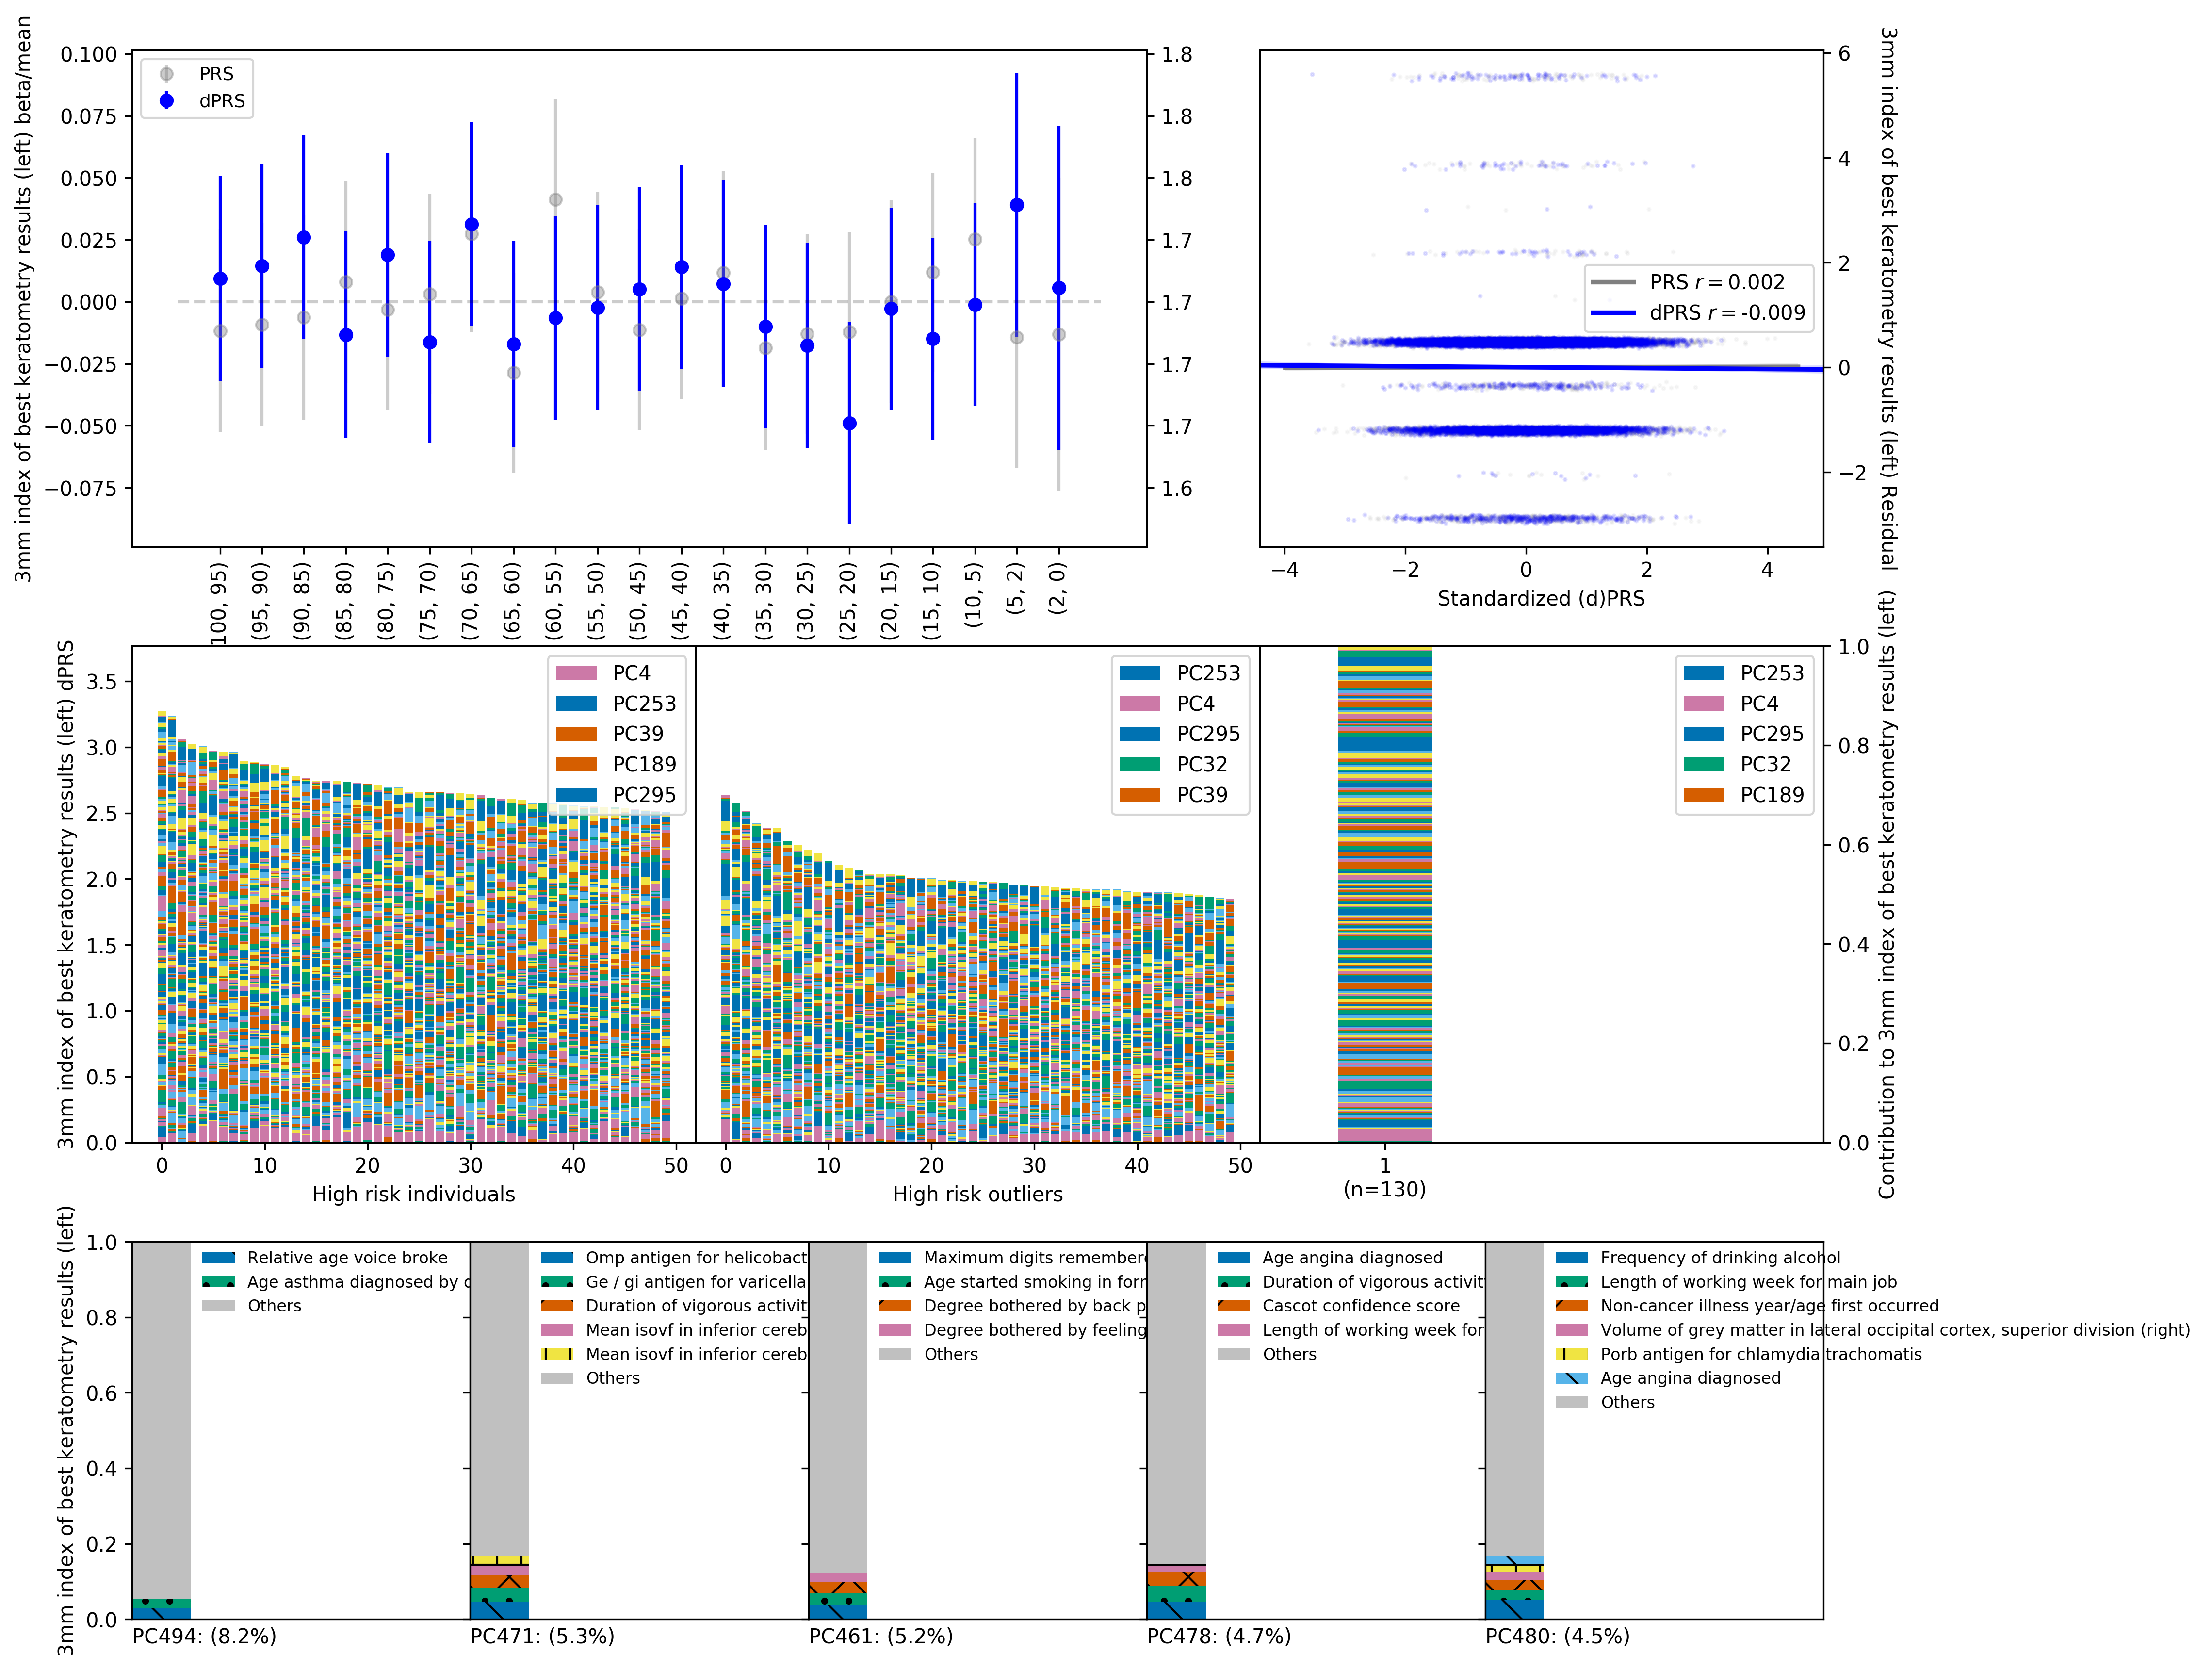 3mm index of best keratometry results (left) beta/mean
0.100
0.075
0.050
0.025
0.000
−0.025
−0.050
−0.075
PRS
dPRS
1.8
1.8
1.8
1.7
1.7
1.7
1.7
1.6
100, 95)
(95, 90)
(90, 85)
(85, 80)
(80, 75)
(75, 70)
(70, 65)
(65, 60)
(60, 55)
(55, 50)
(50, 45)
(45, 40)
(40, 35)
(35, 30)
(30, 25)
(25, 20)
(20, 15)
(15, 10)
(10, 5)
(5, 2)
(2, 0)
PRS r = 0.002
dPRS r = -0.009
6
4
2
0
−2
3mm index of best keratometry results (left) Residual
−4
−2
0
2
4
Standardized (d)PRS
3mm index of best keratometry results (left) dPRS
3.5
3.0
2.5
2.0
1.5
1.0
0.5
0.0
PC4
PC253
PC39
PC189
PC295
0
10
20
30
40
50
High risk individuals
PC253
PC4
PC295
PC32
PC39
0
10
20
30
40
50
High risk outliers
PC253
PC4
PC295
PC32
PC189
1
(n=130)
1.0
0.8
0.6
0.4
0.2
0.0
Contribution to 3mm index of best keratometry results (left)
3mm index of best keratometry results (left)
1.0
0.8
0.6
0.4
0.2
0.0
Relative age voice broke
Age asthma diagnosed by
Others
PC494: (8.2%)
Omp antigen for helicobact
Ge / gi antigen for varicella
Duration of vigorous activit
Mean isovf in inferior cereb
Mean isovf in inferior cereb
Others
PC471: (5.3%)
Maximum digits remembere
Age started smoking in forr
Degree bothered by back p
Degree bothered by feeling
Others
PC461: (5.2%)
Age angina diagnosed
Duration of vigorous activit
Cascot confidence score
Length of working week for
Others
PC478: (4.7%)
Frequency of drinking alcohol
Length of working week for main job
Non-cancer illness year/age first occurred
Volume of grey matter in lateral occipital cortex, superior division (right)
Porb antigen for chlamydia trachomatis
Age angina diagnosed
Others
PC480: (4.5%)